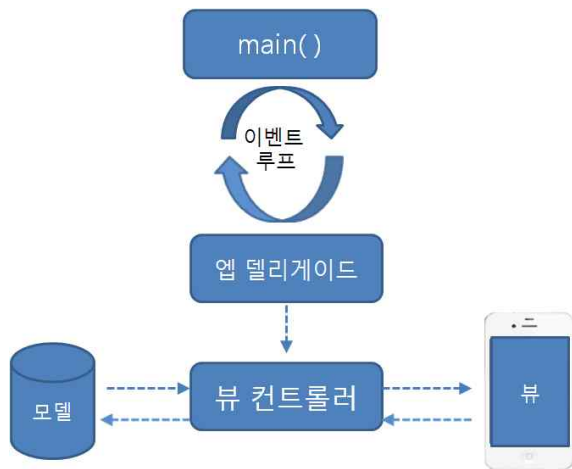 main()
이벤트
루프
엡 델리게이드
뷰 컨트롤러
모델
뷰